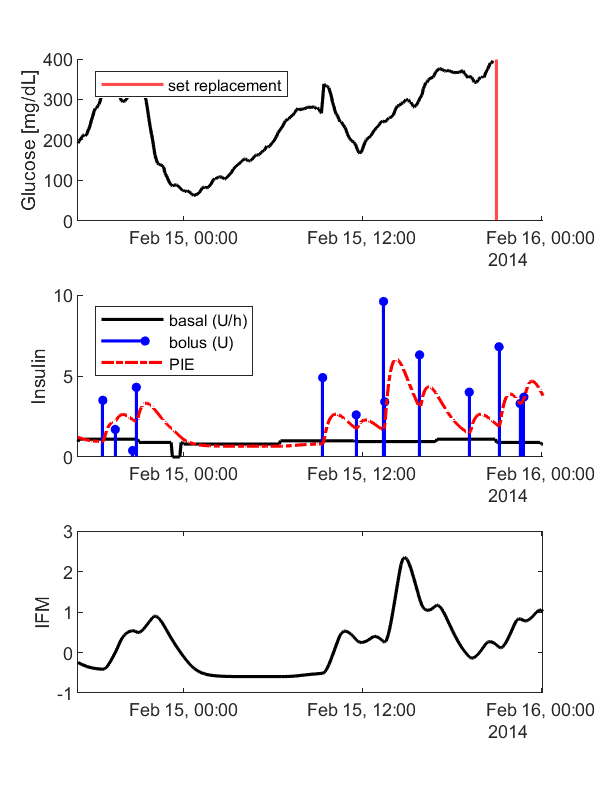 400
300
200
100
0
Glucose [mg/dL]
set replacement
Feb 15, 00:00
Feb 15, 12:00
Feb 16, 00:00
2014
10
5
0
Insulin
basal (U/h)
bolus (U)
PIE
Feb 15, 00:00
Feb 15, 12:00
Feb 16, 00:00
2014
3
2
1
0
-1
IFM
Feb 15, 00:00
Feb 15, 12:00
Feb 16, 00:00
2014